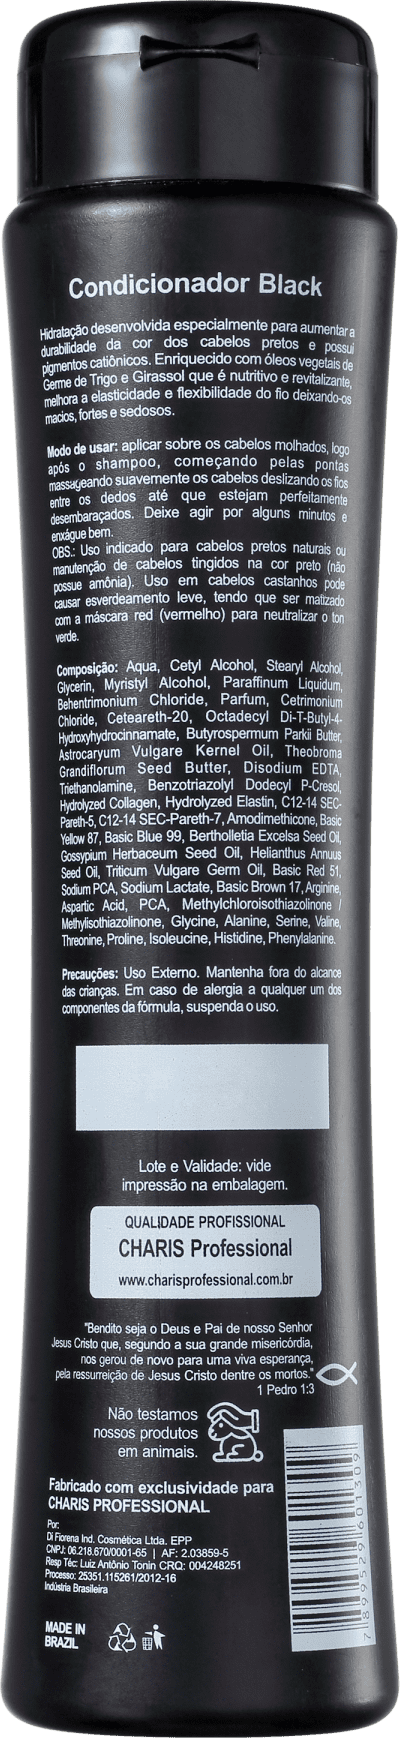 Condicionador Black
Hidratação desenvolvida especialmente para aumentar a
durabilidade da cor dos cabelos pretos e possui
pigmentos catiônicos. Enriquecido com óleos vegetais de
Germe de Trigo e Girassol que é nutritivo e revitalizante,
melhora a elasticidade e flexibilidade do fio deixando-os
macios, fortes e sedosos.
Modo de usar: aplicar sobre os cabelos molhados, logo
após o shampoo, começando pelas pontas
massageando suavemente os cabelos deslizando os fios
entre os dedos até que estejam perfeitamente
desembaraçados. Deixe agir por alguns minutos e
enxágue bem.
OBS.: Uso indicado para cabelos pretos naturais ou
manutenção de cabelos tingidos na cor preto (não
possue amônia). Uso em cabelos castanhos pode
causar esverdeamento leve, tendo que ser matizado
com a máscara red (vermelho) para neutralizar o ton
verde.
Composição: Aqua, Cetyl Alcohol, Stearyl Alcohol,
Glycerin, Myristyl Alcohol, Paraffinum Liquidum,
Behentrimonium Chloride, Parfum, Cetrimonium
Chloride, Ceteareth-20, Octadecyl Di-T-Butyl-4-
Hydroxyhydrocinnamate, Butyrospermum Parkii Butter,
Astrocaryum Vulgare Kernel Oil, Theobroma
Grandiflorum Seed Butter, Disodium EDTA,
Triethanolamine, Benzotriazolyl Dodecyl P-Cresol,
Hydrolyzed Collagen, Hydrolyzed Elastin, C12-14 SEC-
Pareth-5, C12-14 SEC-Pareth-7, Amodimethicone, Basic
Yellow 87, Basic Blue 99, Bertholletia Excelsa Seed Oil,
Gossypium Herbaceum Seed Oil, Helianthus Annuus
Seed Oil, Triticum Vulgare Germ Oil, Basic Red 51,
Sodium PCA, Sodium Lactate, Basic Brown 17, Arginine,
Aspartic Acid, PCA, Methylchloroisothiazolinone /
Methylisothiazolinone, Glycine, Alanine, Serine, Valine,
Threonine, Proline, Isoleucine, Histidine, Phenylalanine.
Precauções: Uso Externo. Mantenha fora do alcance
das crianças. Em caso de alergia a qualquer um dos
componentes da fórmula, suspenda o uso.
Lote e Validade: vide
impressão na embalagem.
QUALIDADE PROFISSIONAL
CHARIS Professional
www.charisprofessional.com.br
"Bendito seja o Deus e Pai de nosso Senhor
Jesus Cristo que, segundo a sua grande misericórdia,
nos gerou de novo para uma viva esperança,
pela ressurreição de Jesus Cristo dentre os mortos."
1 Pedro 1:3
Não testamos
nossos produtos
em animais.
Fabricado com exclusividade para
CHARIS PROFESSIONAL
Por:
Di Fiorena Ind. Cosmética Ltda. EPP
CNPJ: 06.218.670/0001-65 | AF: 2.03859-5
Resp Téc: Luiz Antônio Tonin CRQ: 004248251
Processo: 25351.115261/2012-16
Indústria Brasileira
MADE IN
BRAZIL
7899529601309